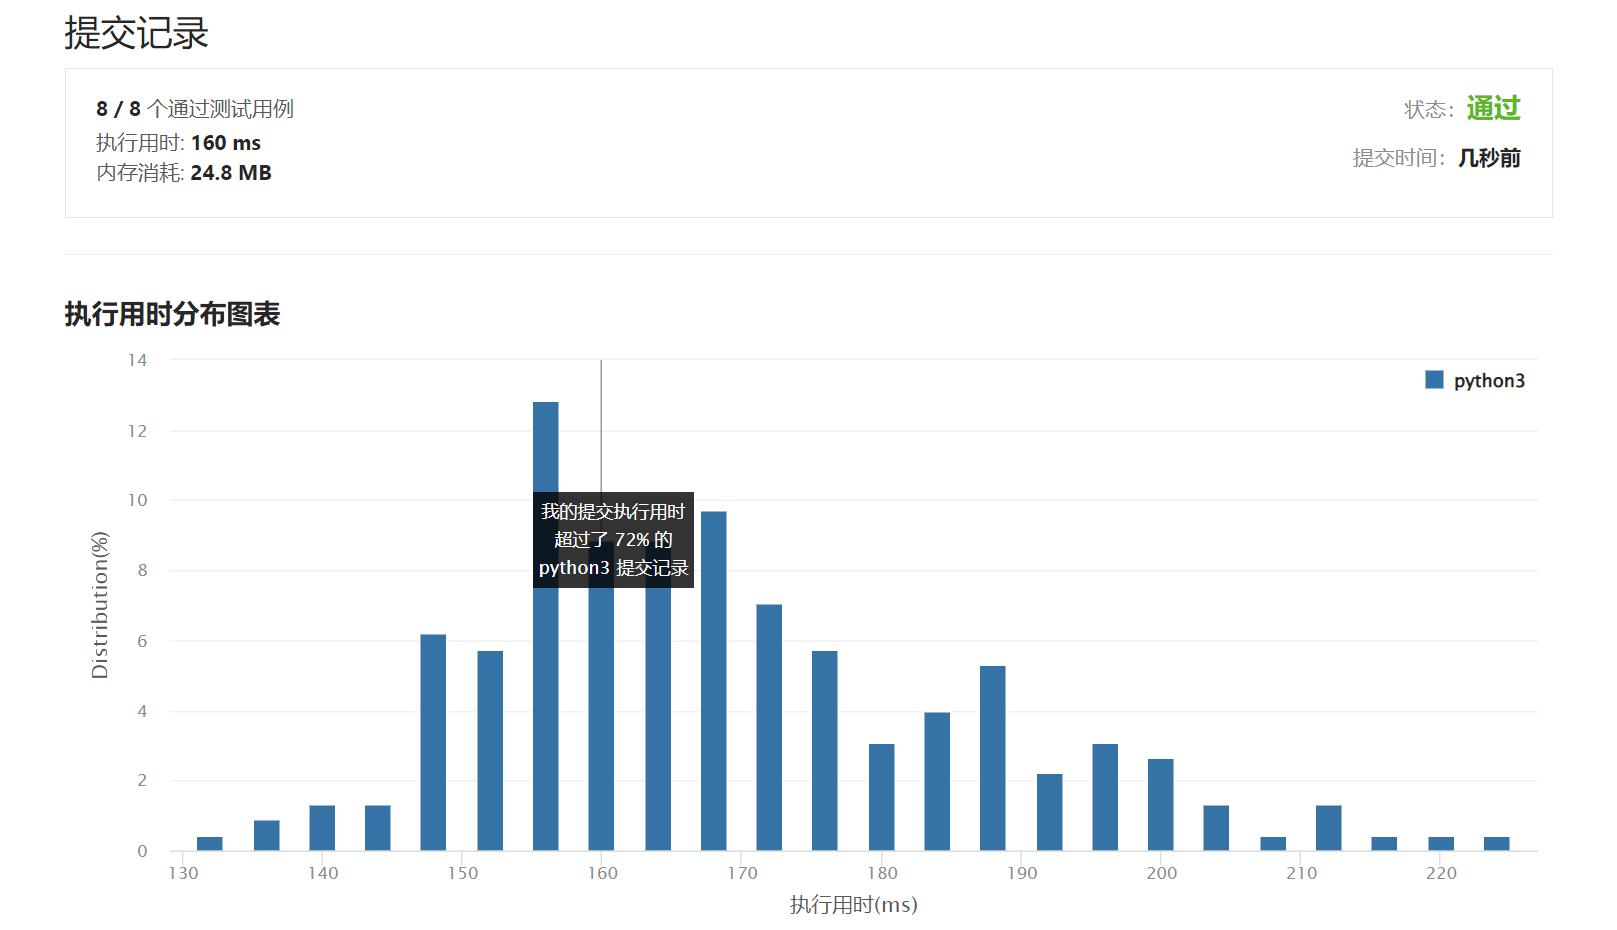 提交记录
8 / 8 个通过测试用例
状态：通过
执行用时: 160 ms
提交时间：几秒前
内存消耗: 24.8 MB
执行用时分布图表
14
12
10
8
6
4
2
0
Distribution(%)
python3
我的提交执行用时
超过了 72% 的
python3 提交记录
130 140 150 160 170 180 190 200 210 220
执行用时(ms)